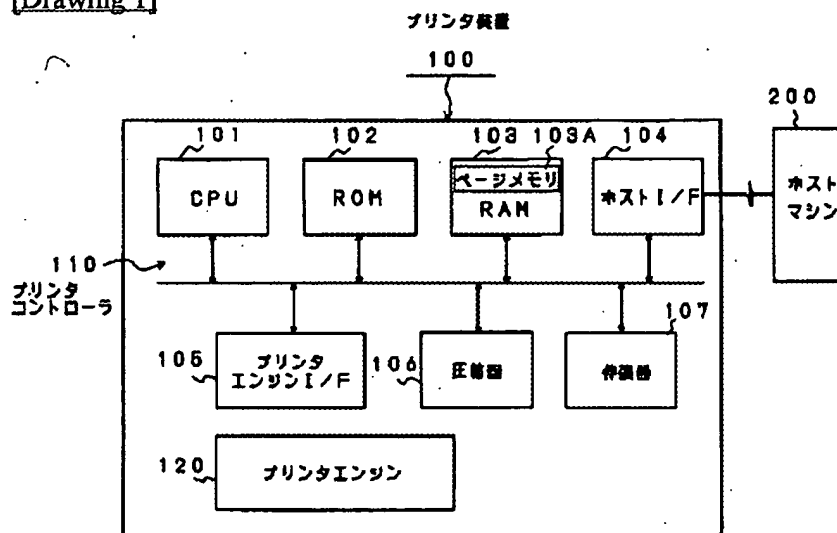 [Drawing 1]
プリンタ装置
100
200
101
102
103
103A
104
CPU
ROM
ページメモリ
RAM
ホストI/F
ホスト
マシン
110
プリンタ
コントローラ
105
プリンタ
エンジンI/F
106
圧縮器
107
伸張器
120
プリンタエンジン